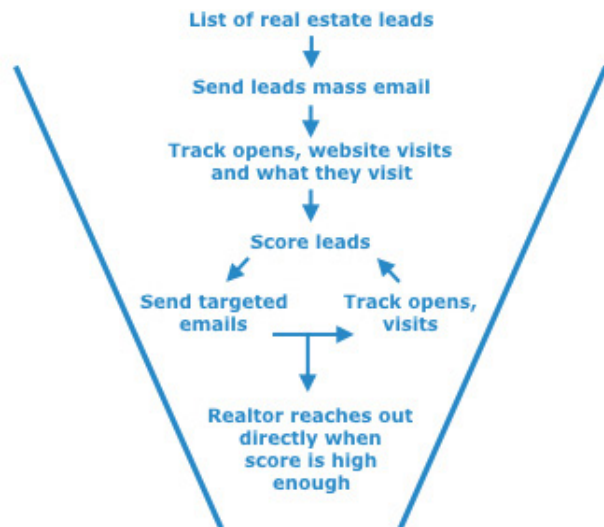 List of real estate leads
Send leads mass email
Track opens, website visits
and what they visit
Score leads
Send targeted
emails
Track opens,
visits
Realtor reaches out
directly when
score is high
enough